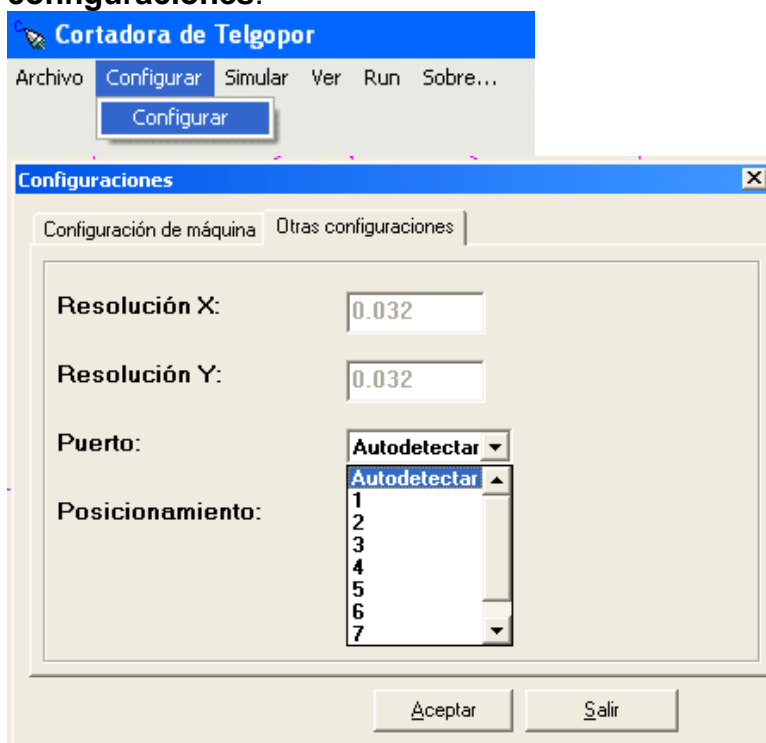 configuraciones.
Cortadora de Telgopor
Archivo Configurar Simular Ver Run Sobre...
Configurar
Configuraciones
Configuración de máquina Otras configuraciones
Resolución X: 0.032
Resolución Y: 0.032
Puerto: Autodetectar
Autodetectar
1
Posicionamiento: 2
3
4
5
6
7
Aceptar Salir